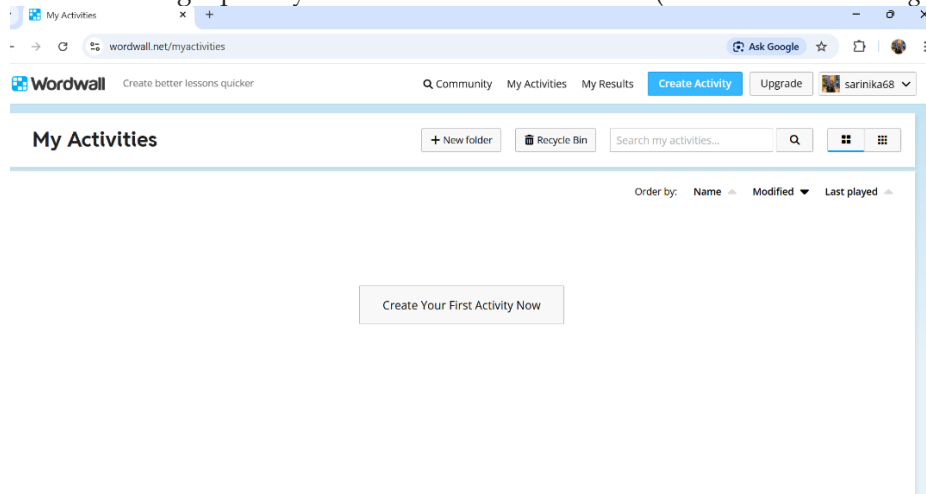 My Activities
wordwall.net/myactivities
Ask Google
Wordwall Create better lessons quicker Community My Activities My Results Create Activity Upgrade sarinika68
My Activities + New folder Recycle Bin Search my activities...
Order by: Name Modified Last played
Create Your First Activity Now